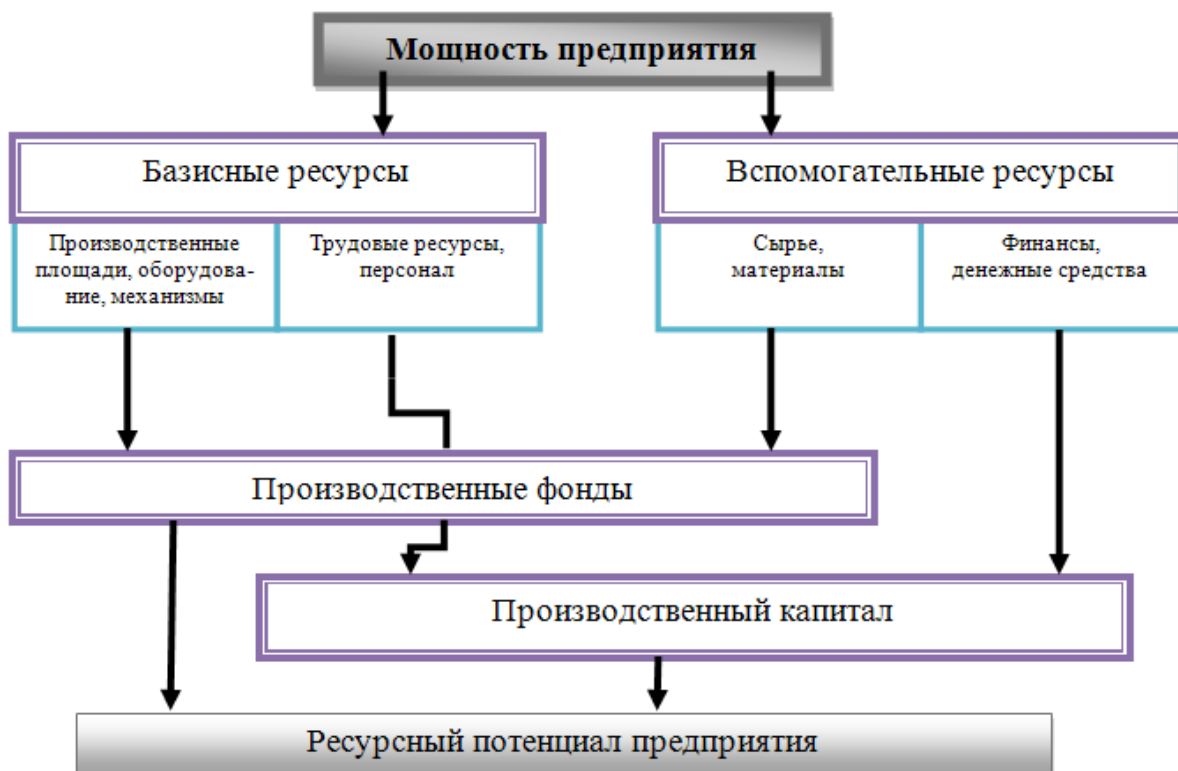 Мощность предприятия
Базисные ресурсы
Вспомогательные ресурсы
Производственные
площади, оборудова-
ние, механизмы
Трудовые ресурсы,
персонал
Сырье,
материалы
Финансы,
денежные средства
Производственные фонды
Производственный капитал
Ресурсный потенциал предприятия